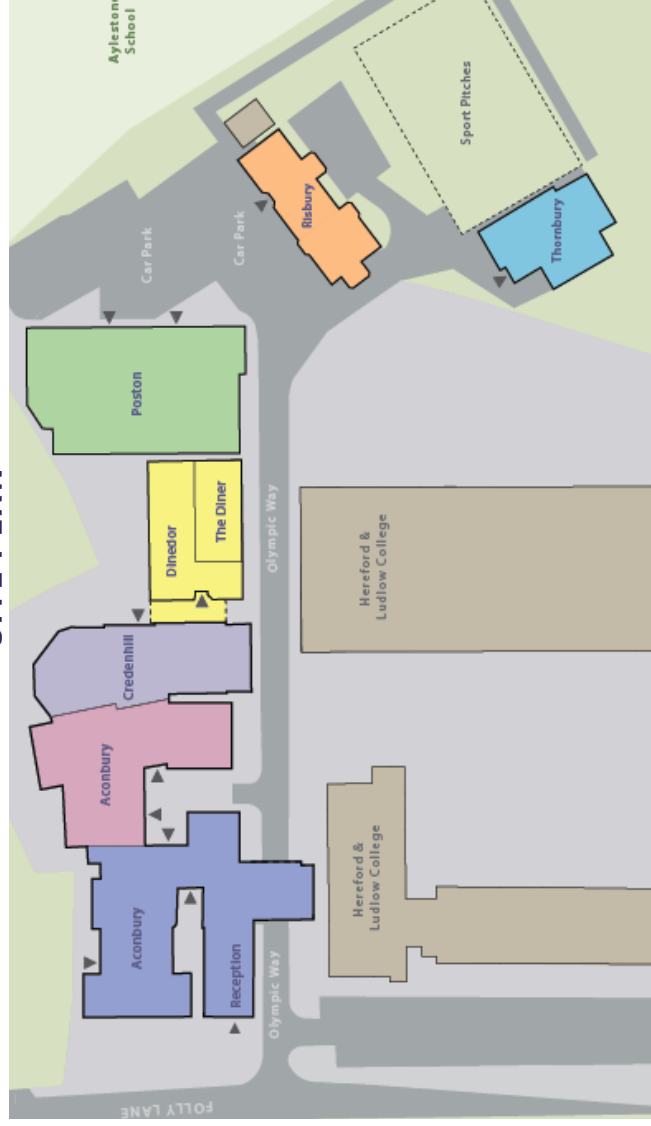 Aylestone
School
Sport Pitches
Car Park
Car Park
Risbury
Thornbury
Poston
Dinedor
The Diner
Olympic Way
Hereford &
Ludlow College
Credenhill
Aconbury
Hereford &
Ludlow College
Aconbury
Reception
Olympic Way
FOLLY LANE